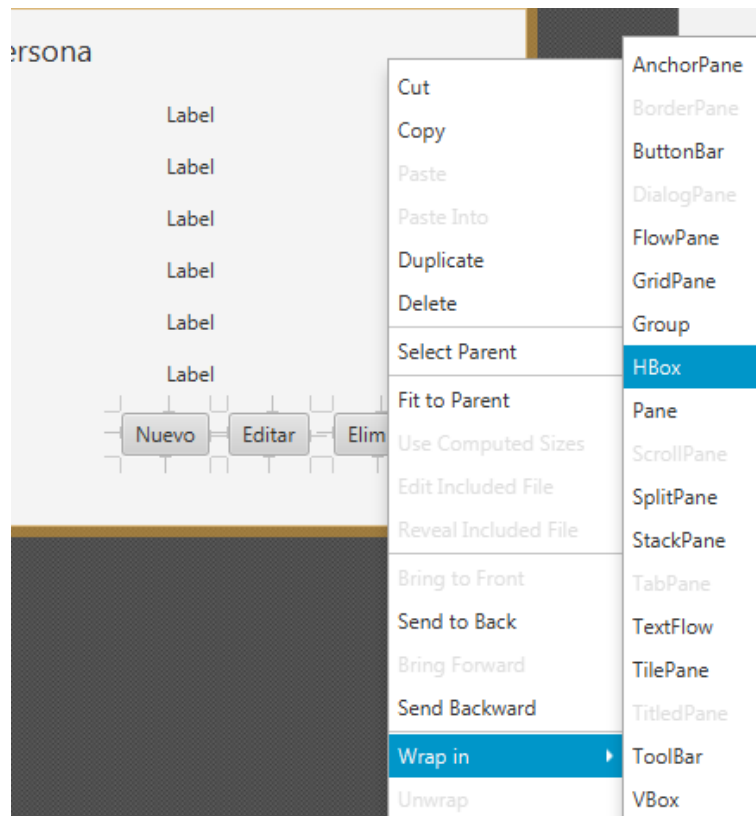 ersona
Label
Label
Label
Label
Label
Label
Nuevo
Editar
Elim
Cut
Copy
Paste
Paste Into
Duplicate
Delete
Select Parent
Fit to Parent
Use Computed Sizes
Edit Included File
Reveal Included File
Bring to Front
Send to Back
Bring Forward
Send Backward
Wrap in
Unwrap
AnchorPane
BorderPane
ButtonBar
DialogPane
FlowPane
GridPane
Group
HBox
Pane
ScrollPane
SplitPane
StackPane
TabPane
TextFlow
TilePane
TitledPane
ToolBar
VBox